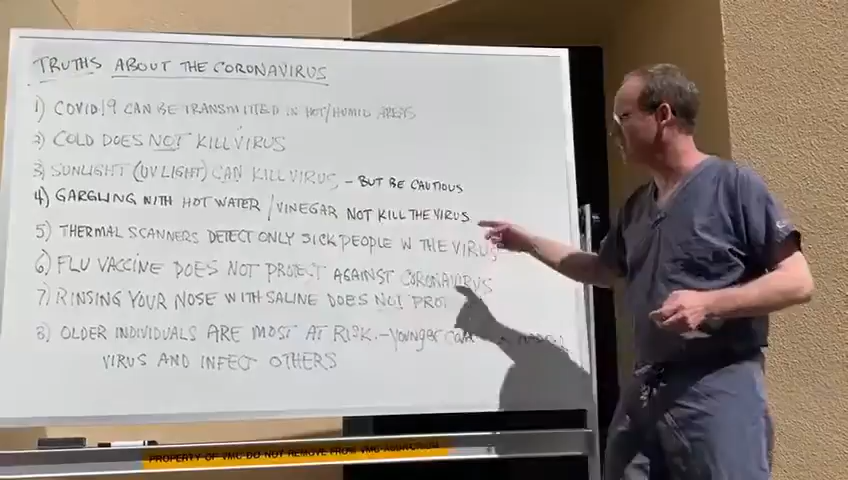 TRUTHS ABOUT THE CORONAVIRUS
1) COVID19 CAN BE TRANSMITTED IN HOT/HUMID AREAS
2) COLD DOES NOT KILL VIRUS
3) SUNLIGHT (UV LIGHT) CAN KILL VIRUS - BUT BE CAUTIOUS
4) GARGLING WITH HOT WATER / VINEGAR NOT KILL THE VIRUS
5) THERMAL SCANNERS DETECT ONLY SICK PEOPLE W THE VIRUS
6) FLU VACCINE DOES NOT PROTECT AGAINST CORONAVIRUS
7) RINSING YOUR NOSE WITH SALINE DOES NOT
8) OLDER INDIVIDUALS ARE MOST AT RISK. - YOUNGER
VIRUS AND INFECT OTHERS
PROPERTY OF VMC-DO NOT REMOVE FROM VMC-AUDITORIUM